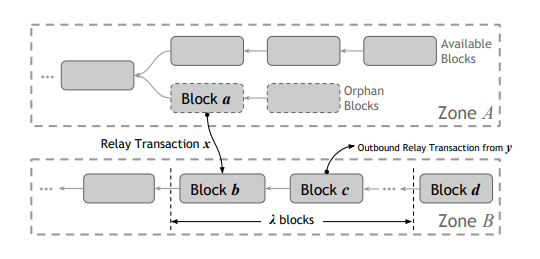 Available
Blocks
...
Block a
Orphan
Blocks
Zone A
Relay Transaction x
Outbound Relay Transaction from y
...
Block b
Block c
...
Block d
λ blocks
Zone B